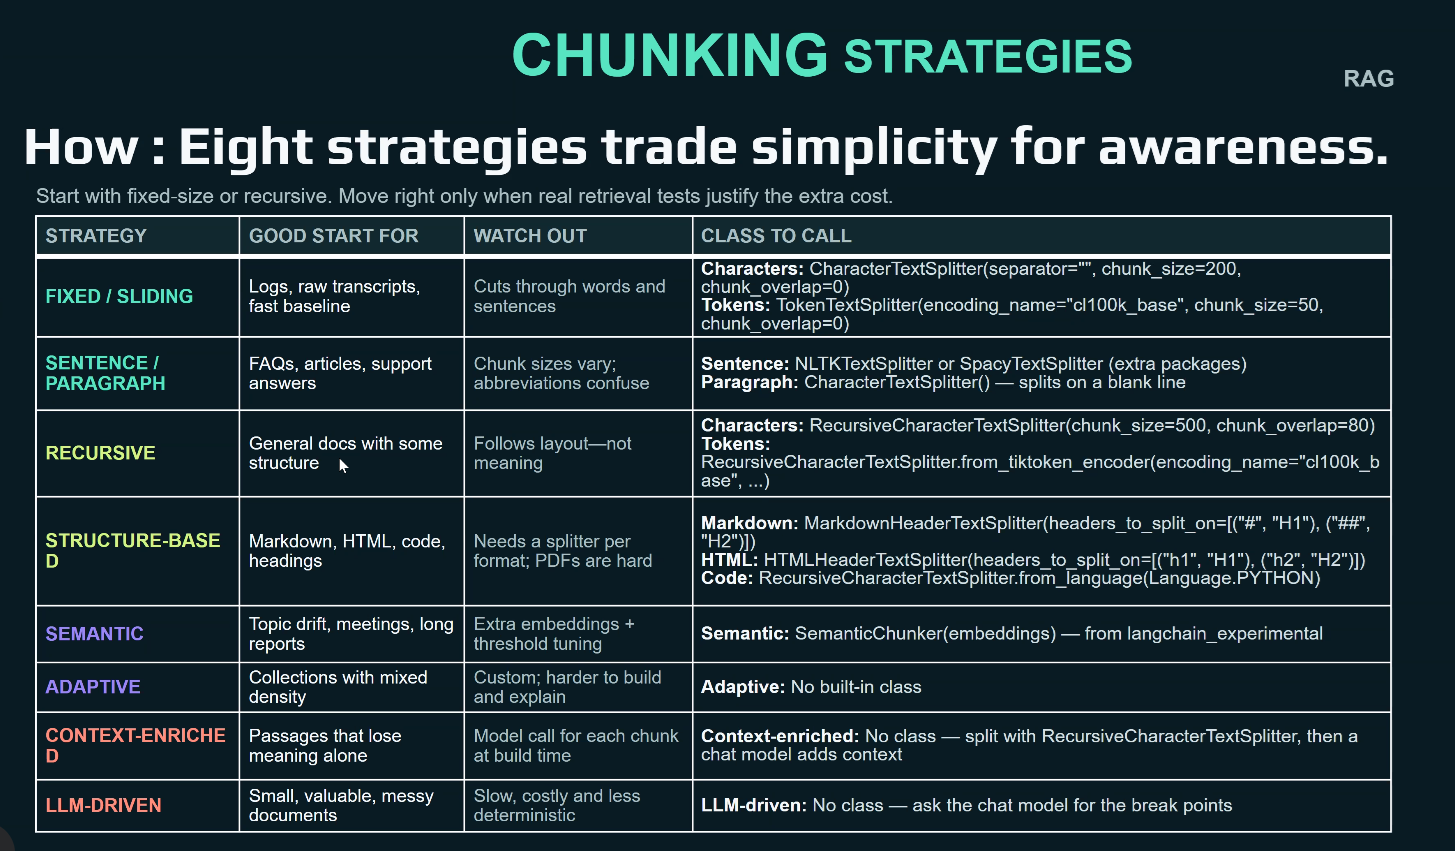 CHUNKING STRATEGIES
RAG
How : Eight strategies trade simplicity for awareness.
Start with fixed-size or recursive. Move right only when real retrieval tests justify the extra cost.
STRATEGY
GOOD START FOR
WATCH OUT
CLASS TO CALL
FIXED / SLIDING
Logs, raw transcripts,
fast baseline
Cuts through words and
sentences
Characters: CharacterTextSplitter(separator="", chunk_size=200,
chunk_overlap=0)
Tokens: TokenTextSplitter(encoding_name="cl100k_base", chunk_size=50,
chunk_overlap=0)
SENTENCE /
PARAGRAPH
FAQs, articles, support
answers
Chunk sizes vary;
abbreviations confuse
Sentence: NLTKTextSplitter or SpacyTextSplitter (extra packages)
Paragraph: CharacterTextSplitter() — splits on a blank line
RECURSIVE
General docs with some
structure
Follows layout—not
meaning
Characters: RecursiveCharacterTextSplitter(chunk_size=500, chunk_overlap=80)
Tokens:
RecursiveCharacterTextSplitter.from_tiktoken_encoder(encoding_name="cl100k_b
ase", ...)
STRUCTURE-BASE
D
Markdown, HTML, code,
headings
Needs a splitter per
format; PDFs are hard
Markdown: MarkdownHeaderTextSplitter(headers_to_split_on=[("#", "H1"), ("##",
"H2")])
HTML: HTMLHeaderTextSplitter(headers_to_split_on=[("h1", "H1"), ("h2", "H2")])
Code: RecursiveCharacterTextSplitter.from_language(Language.PYTHON)
SEMANTIC
Topic drift, meetings, long
reports
Extra embeddings +
threshold tuning
Semantic: SemanticChunker(embeddings) — from langchain_experimental
ADAPTIVE
Collections with mixed
density
Custom; harder to build
and explain
Adaptive: No built-in class
CONTEXT-ENRICHE
D
Passages that lose
meaning alone
Model call for each chunk
at build time
Context-enriched: No class — split with RecursiveCharacterTextSplitter, then a
chat model adds context
LLM-DRIVEN
Small, valuable, messy
documents
Slow, costly and less
deterministic
LLM-driven: No class — ask the chat model for the break points